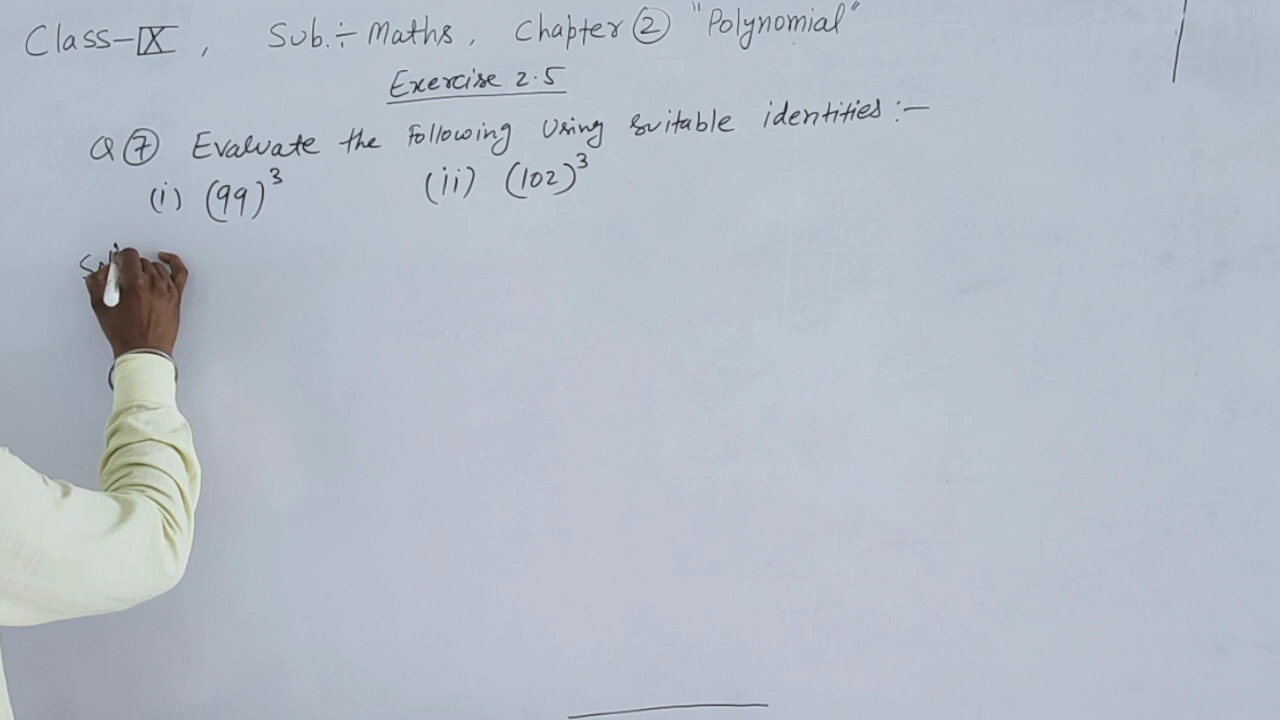 Class-IX, Sub.÷ Maths, Chapter ② "Polynomial"
Exercise 2.5
Q ⑦ Evaluate the following Using suitable identities :-
(i) (99)³ (ii) (102)³